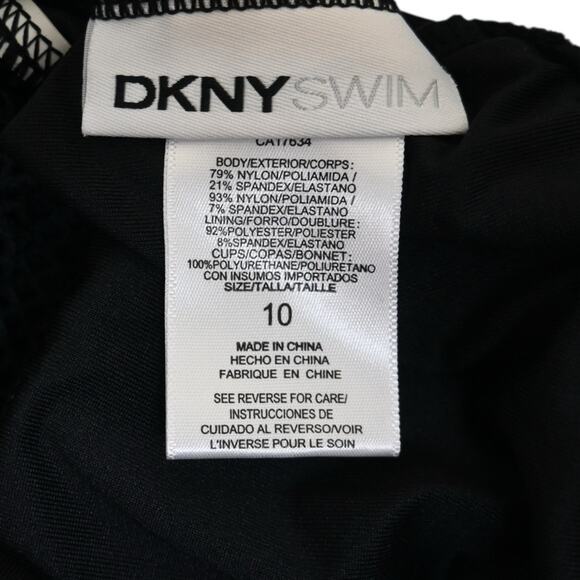 DKNY SWIM
CA17634
BODY/EXTERIOR/CORPS:
79% NYLON/POLIAMIDA /
21% SPANDEX/ELASTANO
93% NYLON/POLIAMIDA /
7% SPANDEX/ELASTANO
LINING/FORRO/DOUBLURE:
92%POLYESTER/POLIESTER
8%SPANDEX/ELASTANO
CUPS/COPAS/BONNET:
100%POLYURETHANE/POLIURETANO
CON INSUMOS IMPORTADOS
SIZE/TALLA/TAILLE
10
MADE IN CHINA
HECHO EN CHINA
FABRIQUE EN CHINE
SEE REVERSE FOR CARE/
INSTRUCCIONES DE
CUIDADO AL REVERSO/VOIR
L'INVERSE POUR LE SOIN